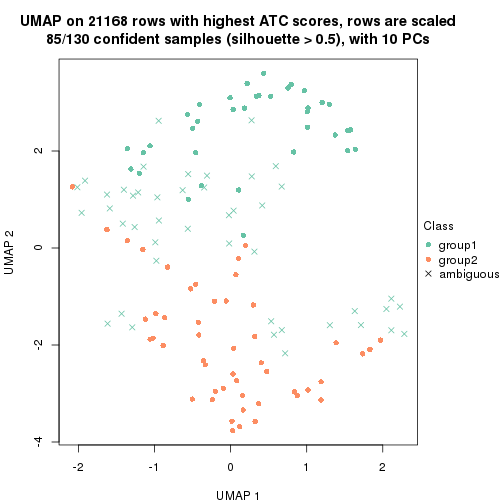 UMAP on 21168 rows with highest ATC scores, rows are scaled
85/130 confident samples (silhouette > 0.5), with 10 PCs
2
0
-2
-4
UMAP 2
-2
-1
0
1
2
UMAP 1
Class
group1
group2
ambiguous